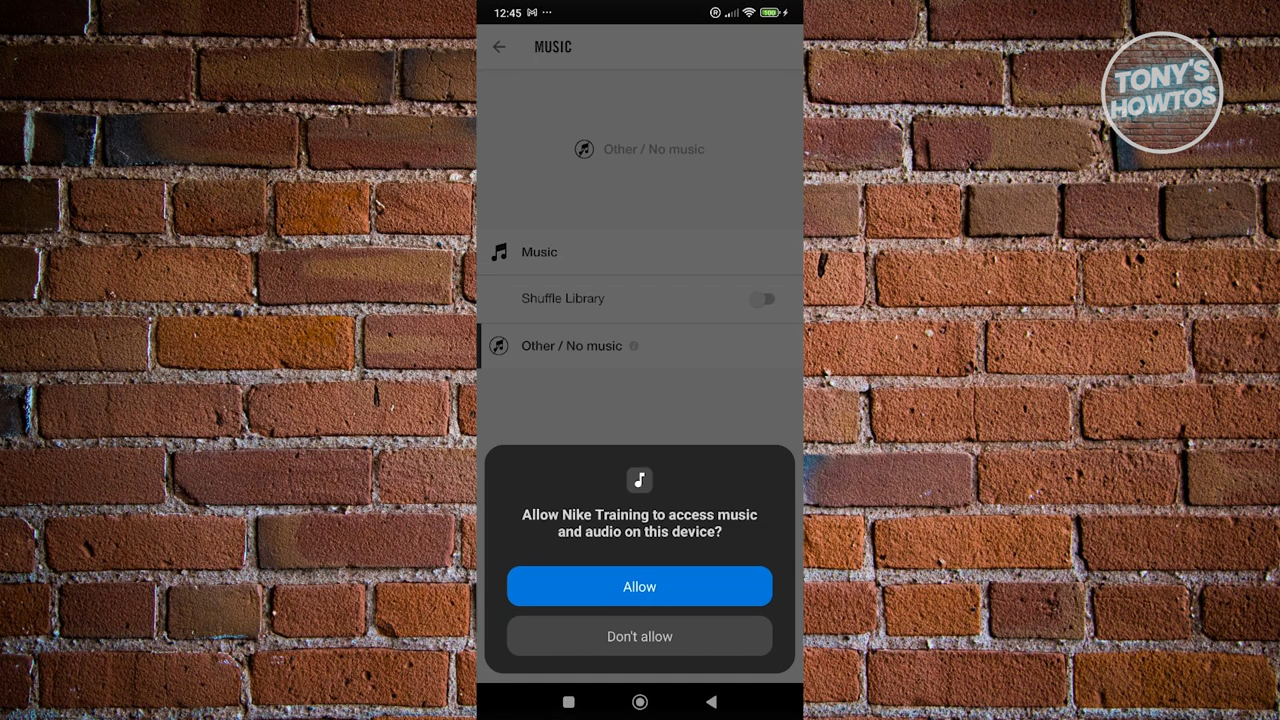 12:45
100
MUSIC
TONY'S
HOWTOS
Other / No music
Music
Shuffle Library
Other / No music
Allow Nike Training to access music
and audio on this device?
Allow
Don't allow